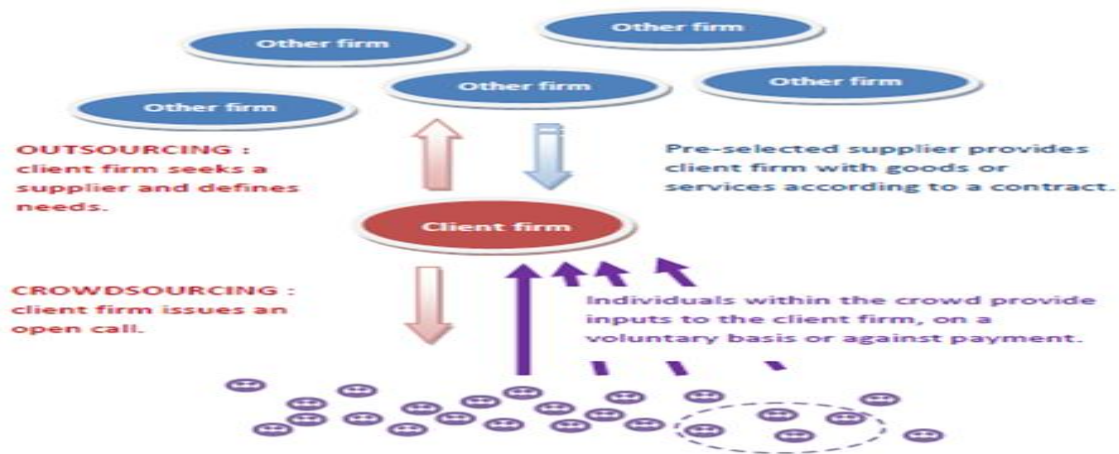 Other firm
Other firm
Other firm
Other firm
Other firm
OUTSOURCING :
client firm seeks a
supplier and defines
needs.
Pre-selected supplier provides
client firm with goods or
services according to a contract.
Client firm
CROWDSOURCING :
client firm issues an
open call.
Individuals within the crowd provide
inputs to the client firm, on a
voluntary basis or against payment.